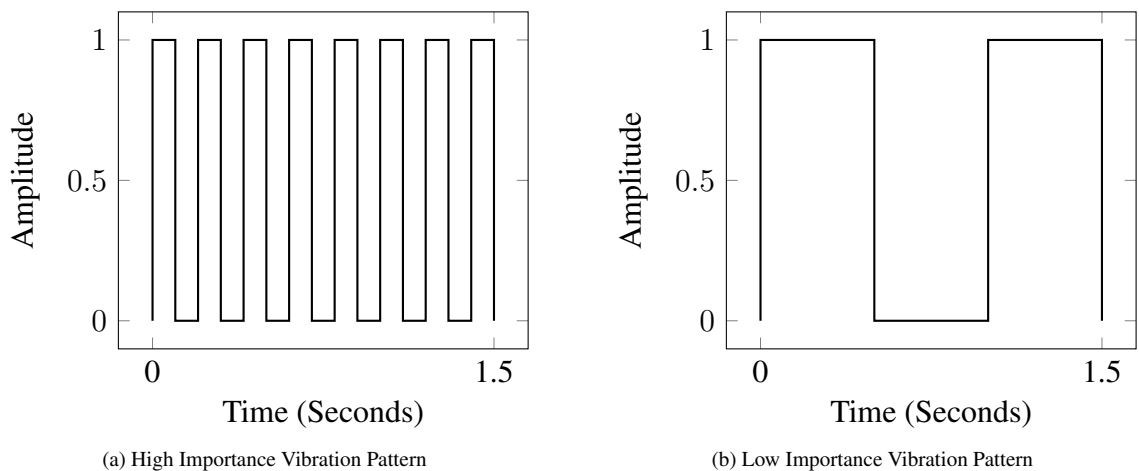 1
0.5
0
Amplitude
0
1.5
Time (Seconds)
(a) High Importance Vibration Pattern
1
0.5
0
Amplitude
0
1.5
Time (Seconds)
(b) Low Importance Vibration Pattern